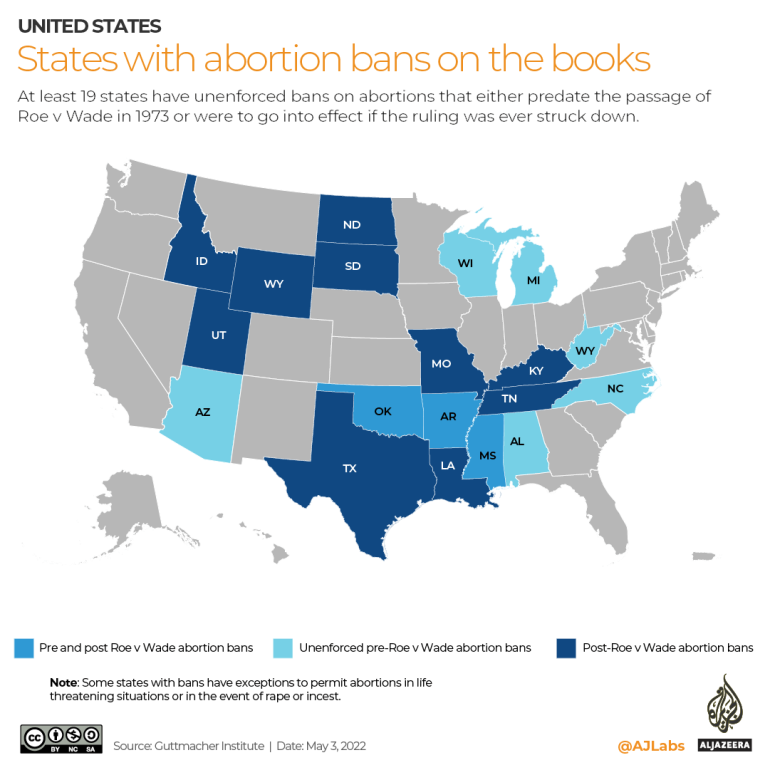 UNITED STATES
States with abortion bans on the books
At least 19 states have unenforced bans on abortions that either predate the passage of
Roe v Wade in 1973 or were to go into effect if the ruling was ever struck down.
ND
WI
ID
SD
MI
WY
UT
MO
WY
KY
NC
TN
AZ
OK
AR
AL
MS
TX
LA
Pre and post Roe v Wade abortion bans
Unenforced pre-Roe v Wade abortion bans
Post-Roe v Wade abortion bans
Note: Some states with bans have exceptions to permit abortions in life
threatening situations or in the event of rape or incest.
cc
BY NC SA
Source: Guttmacher Institute | Date: May 3, 2022
@AJLabs
ALJAZEERA